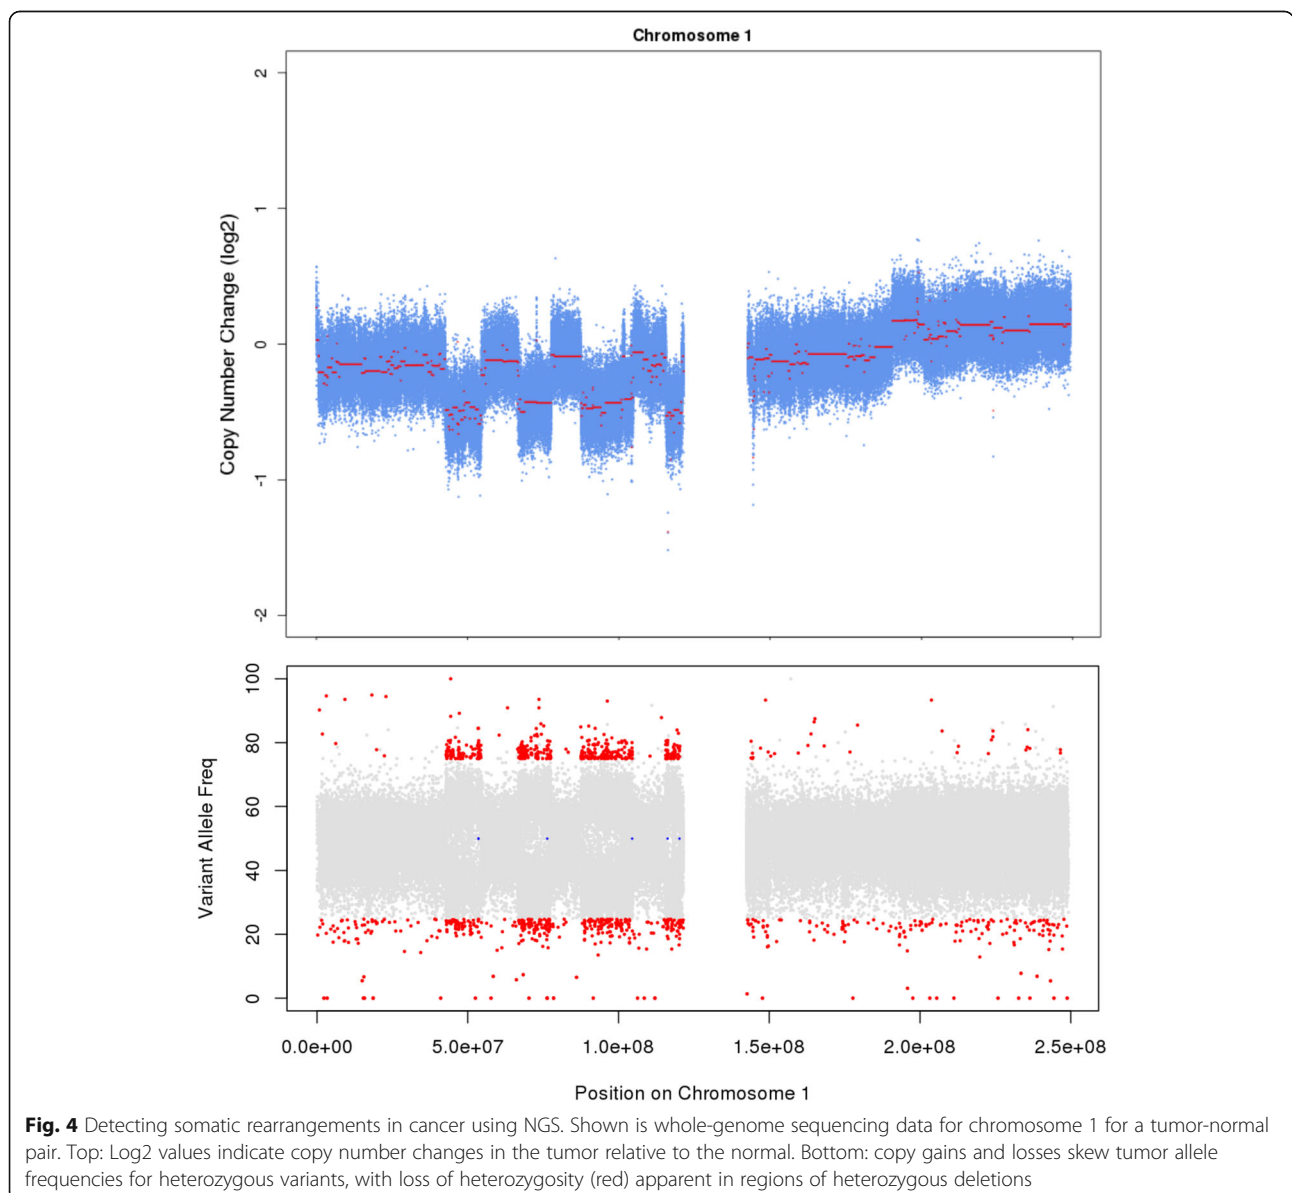 Chromosome 1
Copy Number Change (log2)
2
1
0
-1
-2
Variant Allele Freq
100
80
60
40
20
0
0.0e+00 5.0e+07 1.0e+08 1.5e+08 2.0e+08 2.5e+08
Position on Chromosome 1
Fig. 4 Detecting somatic rearrangements in cancer using NGS. Shown is whole-genome sequencing data for chromosome 1 for a tumor-normal
pair. Top: Log2 values indicate copy number changes in the tumor relative to the normal. Bottom: copy gains and losses skew tumor allele
frequencies for heterozygous variants, with loss of heterozygosity (red) apparent in regions of heterozygous deletions